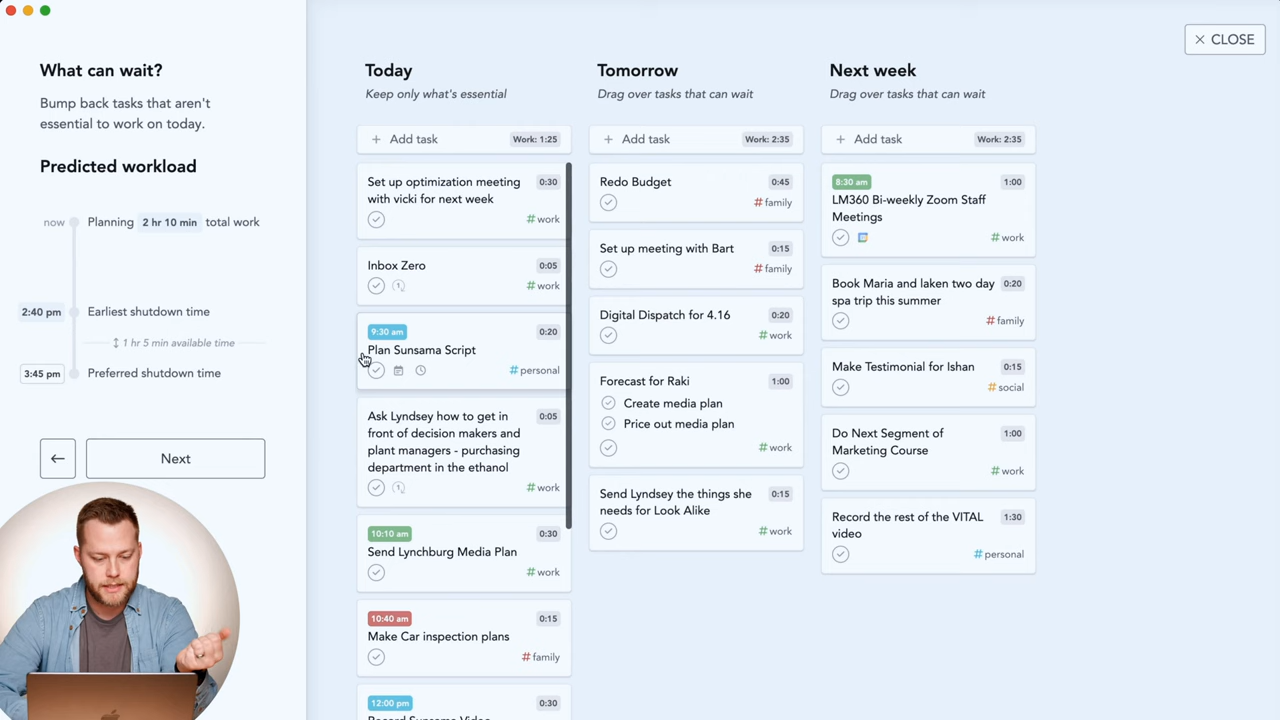 CLOSE
What can wait?
Bump back tasks that aren't
essential to work on today.
Predicted workload
now Planning 2 hr 10 min total work
2:40 pm Earliest shutdown time
1 hr 5 min available time
3:45 pm Preferred shutdown time
Next
Today
Keep only what's essential
+ Add task Work: 1:25
Set up optimization meeting 0:30
with vicki for next week
#work
Inbox Zero 0:05
#work
9:30 am 0:20
Plan Sunsama Script
#personal
Ask Lyndsey how to get in 0:05
front of decision makers and
plant managers - purchasing
department in the ethanol
#work
10:10 am 0:30
Send Lynchburg Media Plan
#work
10:40 am 0:15
Make Car inspection plans
#family
12:00 pm 0:30
Record Sunsama Video
Tomorrow
Drag over tasks that can wait
+ Add task Work: 2:35
Redo Budget 0:45
#family
Set up meeting with Bart 0:15
#family
Digital Dispatch for 4.16 0:20
#work
Forecast for Raki 1:00
Create media plan
Price out media plan
#work
Send Lyndsey the things she 0:15
needs for Look Alike
#work
Next week
Drag over tasks that can wait
+ Add task Work: 2:35
8:30 am 1:00
LM360 Bi-weekly Zoom Staff
Meetings
#work
Book Maria and laken two day 0:20
spa trip this summer
#family
Make Testimonial for Ishan 0:15
#social
Do Next Segment of 1:00
Marketing Course
#work
Record the rest of the VITAL 1:30
video
#personal